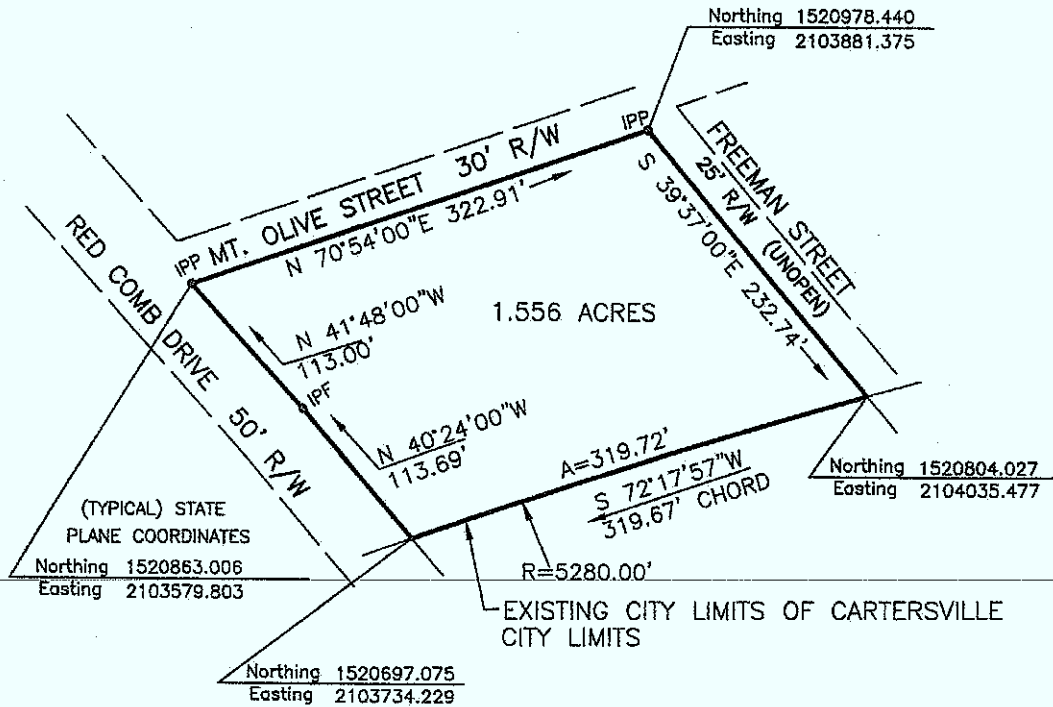 Northing 1520978.440
Easting 2103881.375
IPP
FREEMAN STREET
25' R/W (UNOPEN)
MT. OLIVE STREET 30' R/W
N 70°54'00"E 322.91'
S 39°37'00"E 232.74'
IPP
RED COMB DRIVE 50' R/W
N 41°48'00"W
113.00'
1.556 ACRES
IPF
N 40°24'00"W
113.69'
A=319.72'
S 72°17'57"W
319.67' CHORD
Northing 1520804.027
Easting 2104035.477
(TYPICAL) STATE
PLANE COORDINATES
Northing 1520863.006
Easting 2103579.803
R=5280.00'
EXISTING CITY LIMITS OF CARTERSVILLE
CITY LIMITS
Northing 1520697.075
Easting 2103734.229